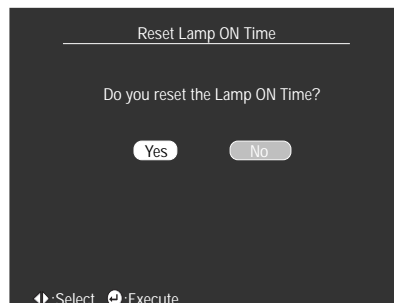 Reset Lamp ON Time
Do you reset the Lamp ON Time?
Yes No
:Select :Execute